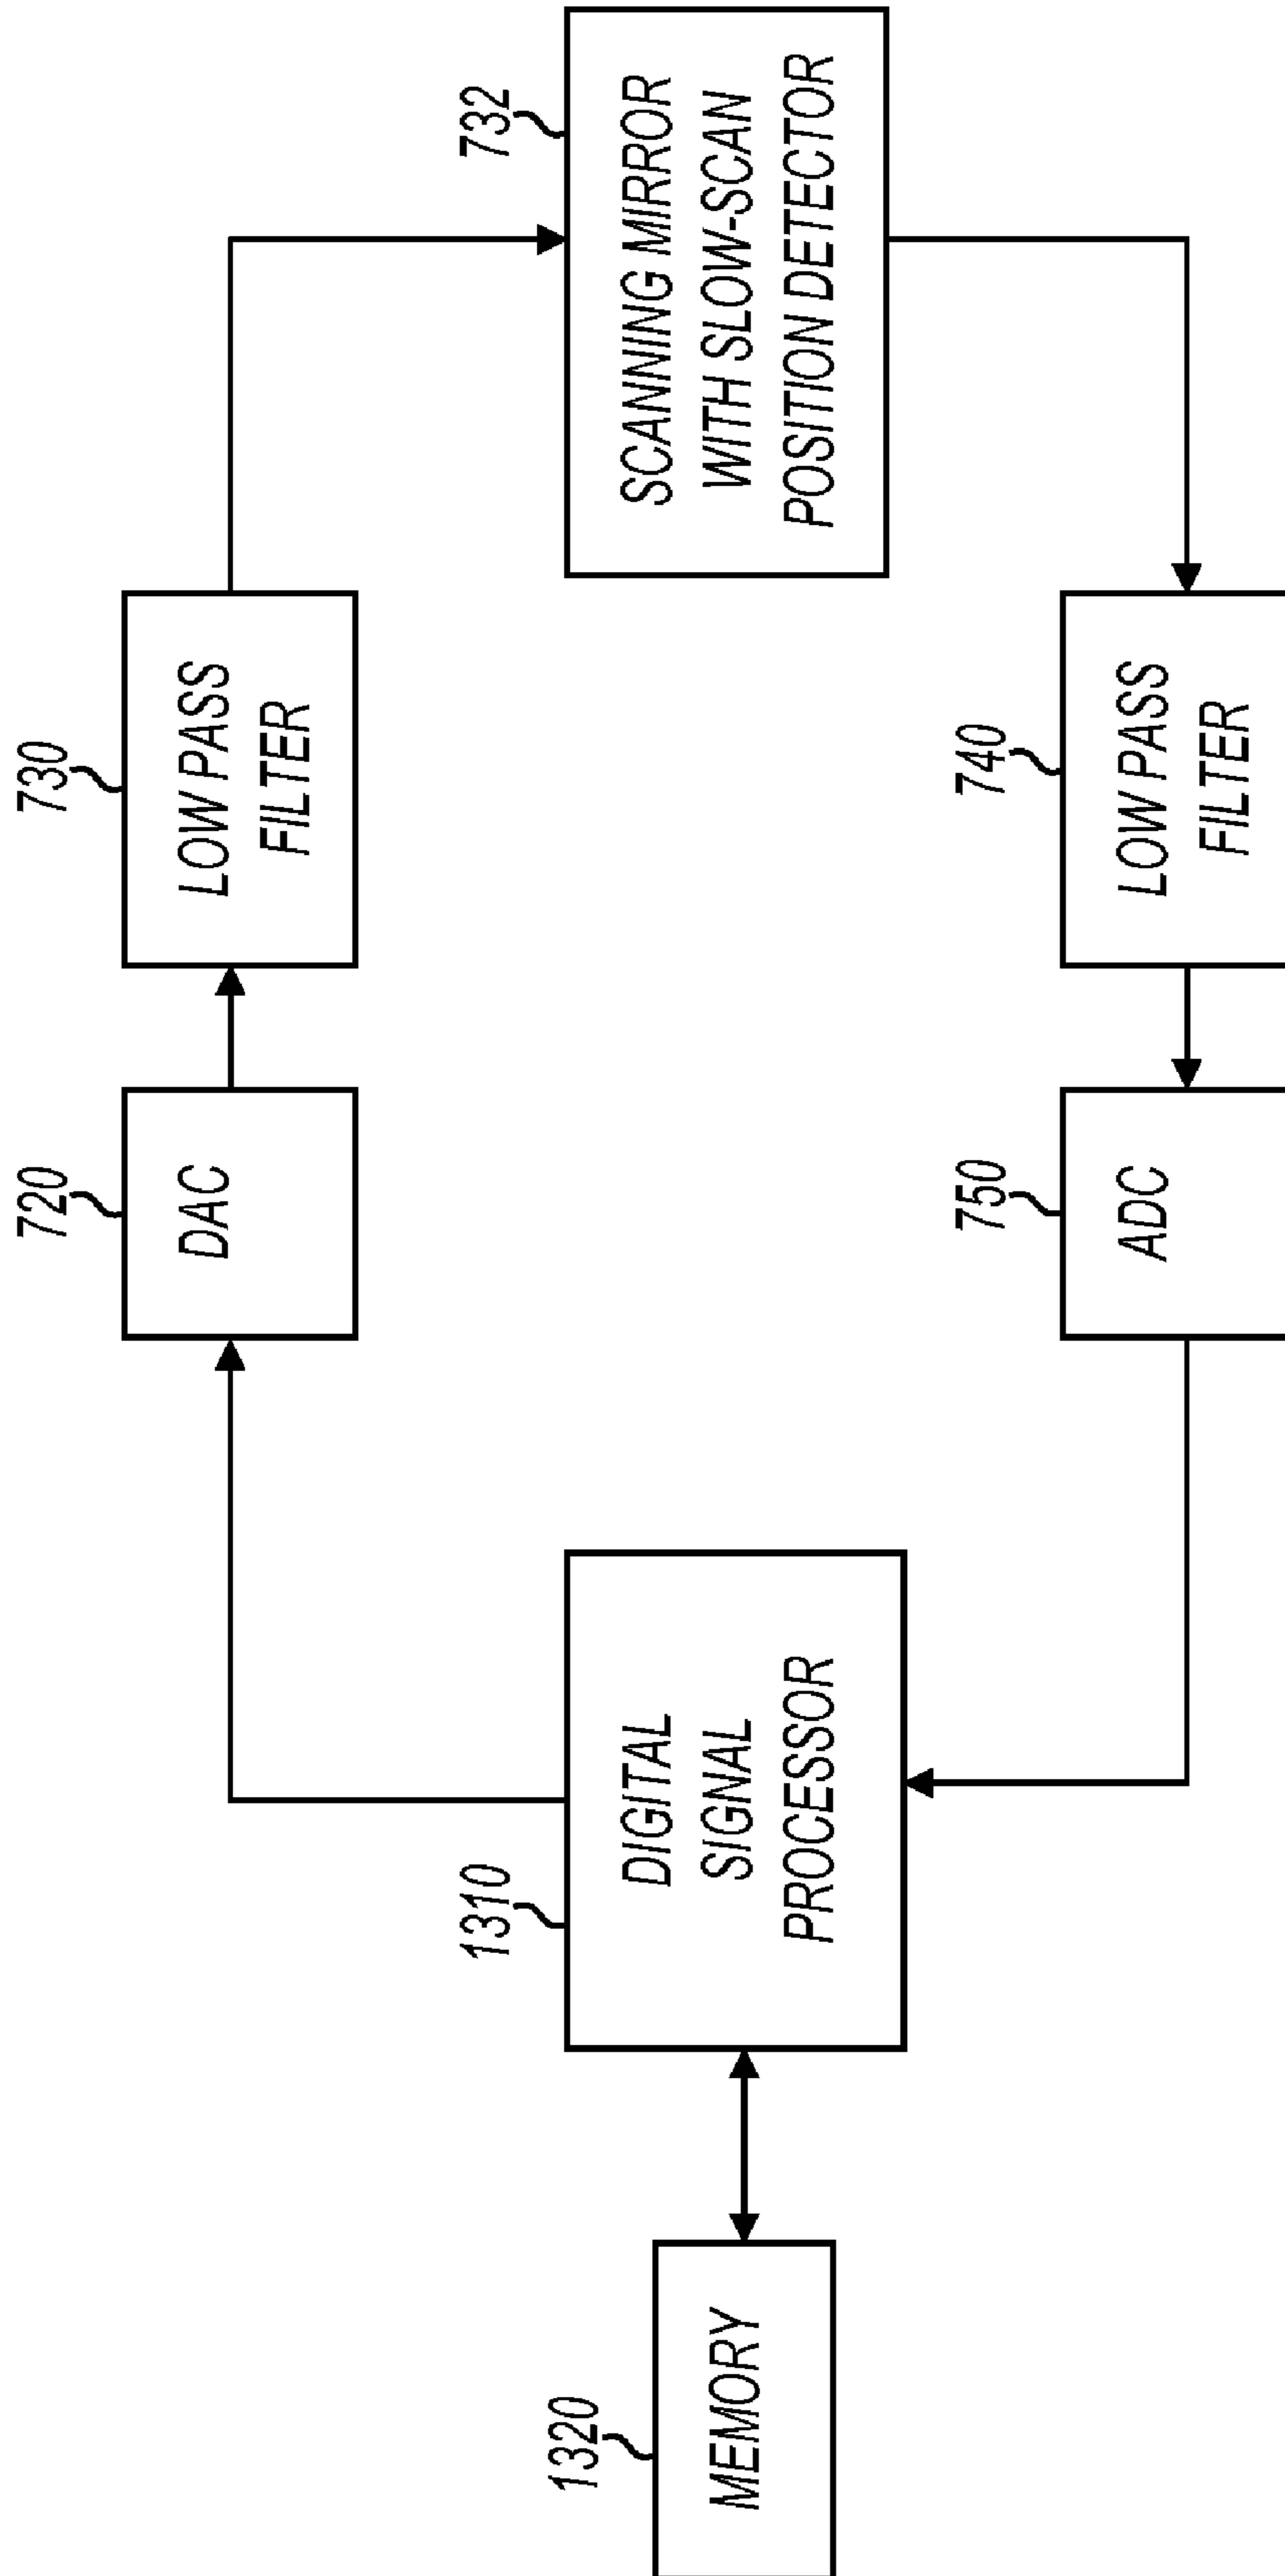 720
DAC
730
LOW PASS
FILTER
732
SCANNING MIRROR
WITH SLOW-SCAN
POSITION DETECTOR
1310
DIGITAL
SIGNAL
PROCESSOR
1320
MEMORY
750
ADC
740
LOW PASS
FILTER